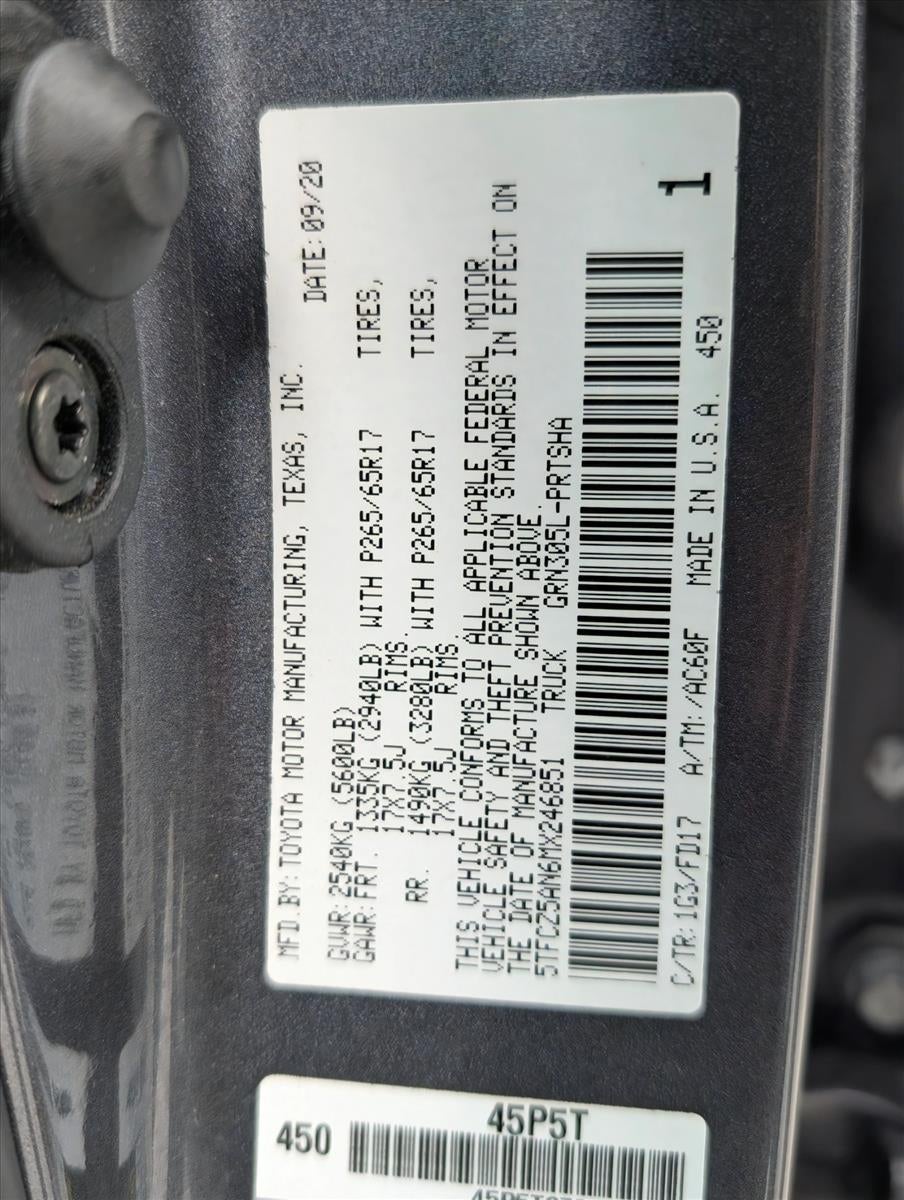 MFD.BY:TOYOTA MOTOR MANUFACTURING, TEXAS, INC.
DATE:09/20
GVWR:2540KG (5600LB)
GAWR:FRT. 1335KG (2940LB) WITH P265/65R17 TIRES,
17X7.5J RIMS.
RR. 1490KG (3280LB) WITH P265/65R17 TIRES,
17X7.5J RIMS.
THIS VEHICLE CONFORMS TO ALL APPLICABLE FEDERAL MOTOR
VEHICLE SAFETY AND THEFT PREVENTION STANDARDS IN EFFECT ON
THE DATE OF MANUFACTURE SHOWN ABOVE.
5TFCZ5AN6MX246851 TRUCK GRN305L-PRTSHA
1
C/TR:1G3/FD17 A/TM:/AC60F MADE IN U.S.A. 450
450
45P5T